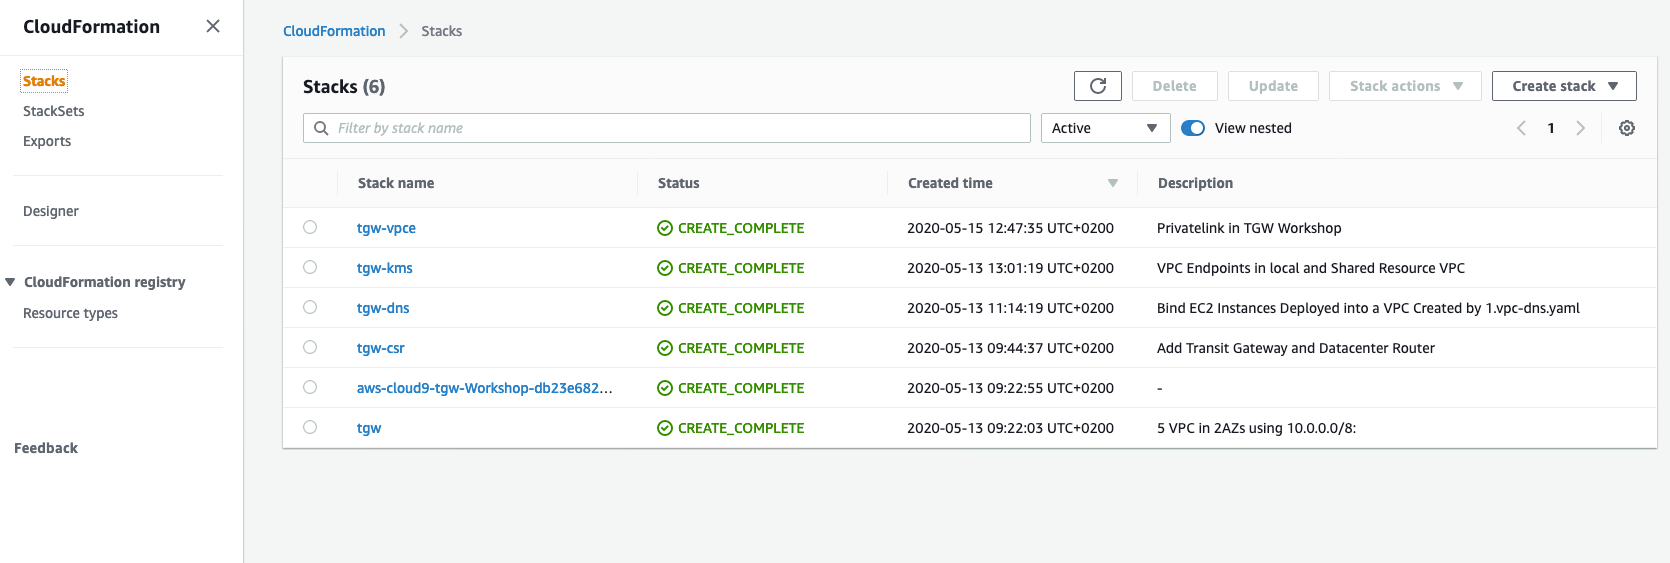 CloudFormation
Stacks
StackSets
Exports
Designer
CloudFormation registry
Resource types
Feedback
CloudFormation Stacks
Stacks (6)
Delete Update Stack actions Create stack
Filter by stack name Active View nested 1
Stack name Status Created time Description
tgw-vpce CREATE_COMPLETE 2020-05-15 12:47:35 UTC+0200 Privatelink in TGW Workshop
tgw-kms CREATE_COMPLETE 2020-05-13 13:01:19 UTC+0200 VPC Endpoints in local and Shared Resource VPC
tgw-dns CREATE_COMPLETE 2020-05-13 11:14:19 UTC+0200 Bind EC2 Instances Deployed into a VPC Created by 1.vpc-dns.yaml
tgw-csr CREATE_COMPLETE 2020-05-13 09:44:37 UTC+0200 Add Transit Gateway and Datacenter Router
aws-cloud9-tgw-Workshop-db23e682... CREATE_COMPLETE 2020-05-13 09:22:55 UTC+0200 -
tgw CREATE_COMPLETE 2020-05-13 09:22:03 UTC+0200 5 VPC in 2AZs using 10.0.0.0/8: